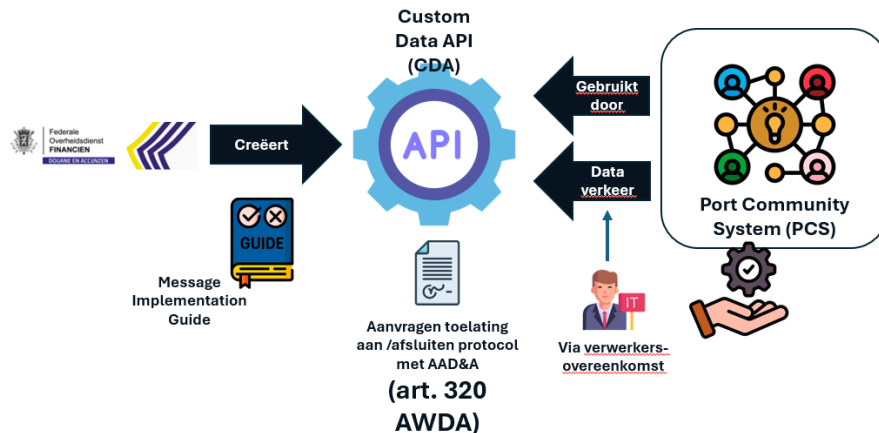 Custom
Data API
(CDA)
Federale
Overheidsdienst
FINANCIEN
DOUANE EN ACCIJNZEN
Creëert
API
Gebruikt
door
Data
verkeer
Port Community
System (PCS)
GUIDE
Message
Implementation
Guide
Aanvragen toelating
aan /afsluiten protocol
met AAD&A
(art. 320
AWDA)
IT
Via verwerkers-
overeenkomst